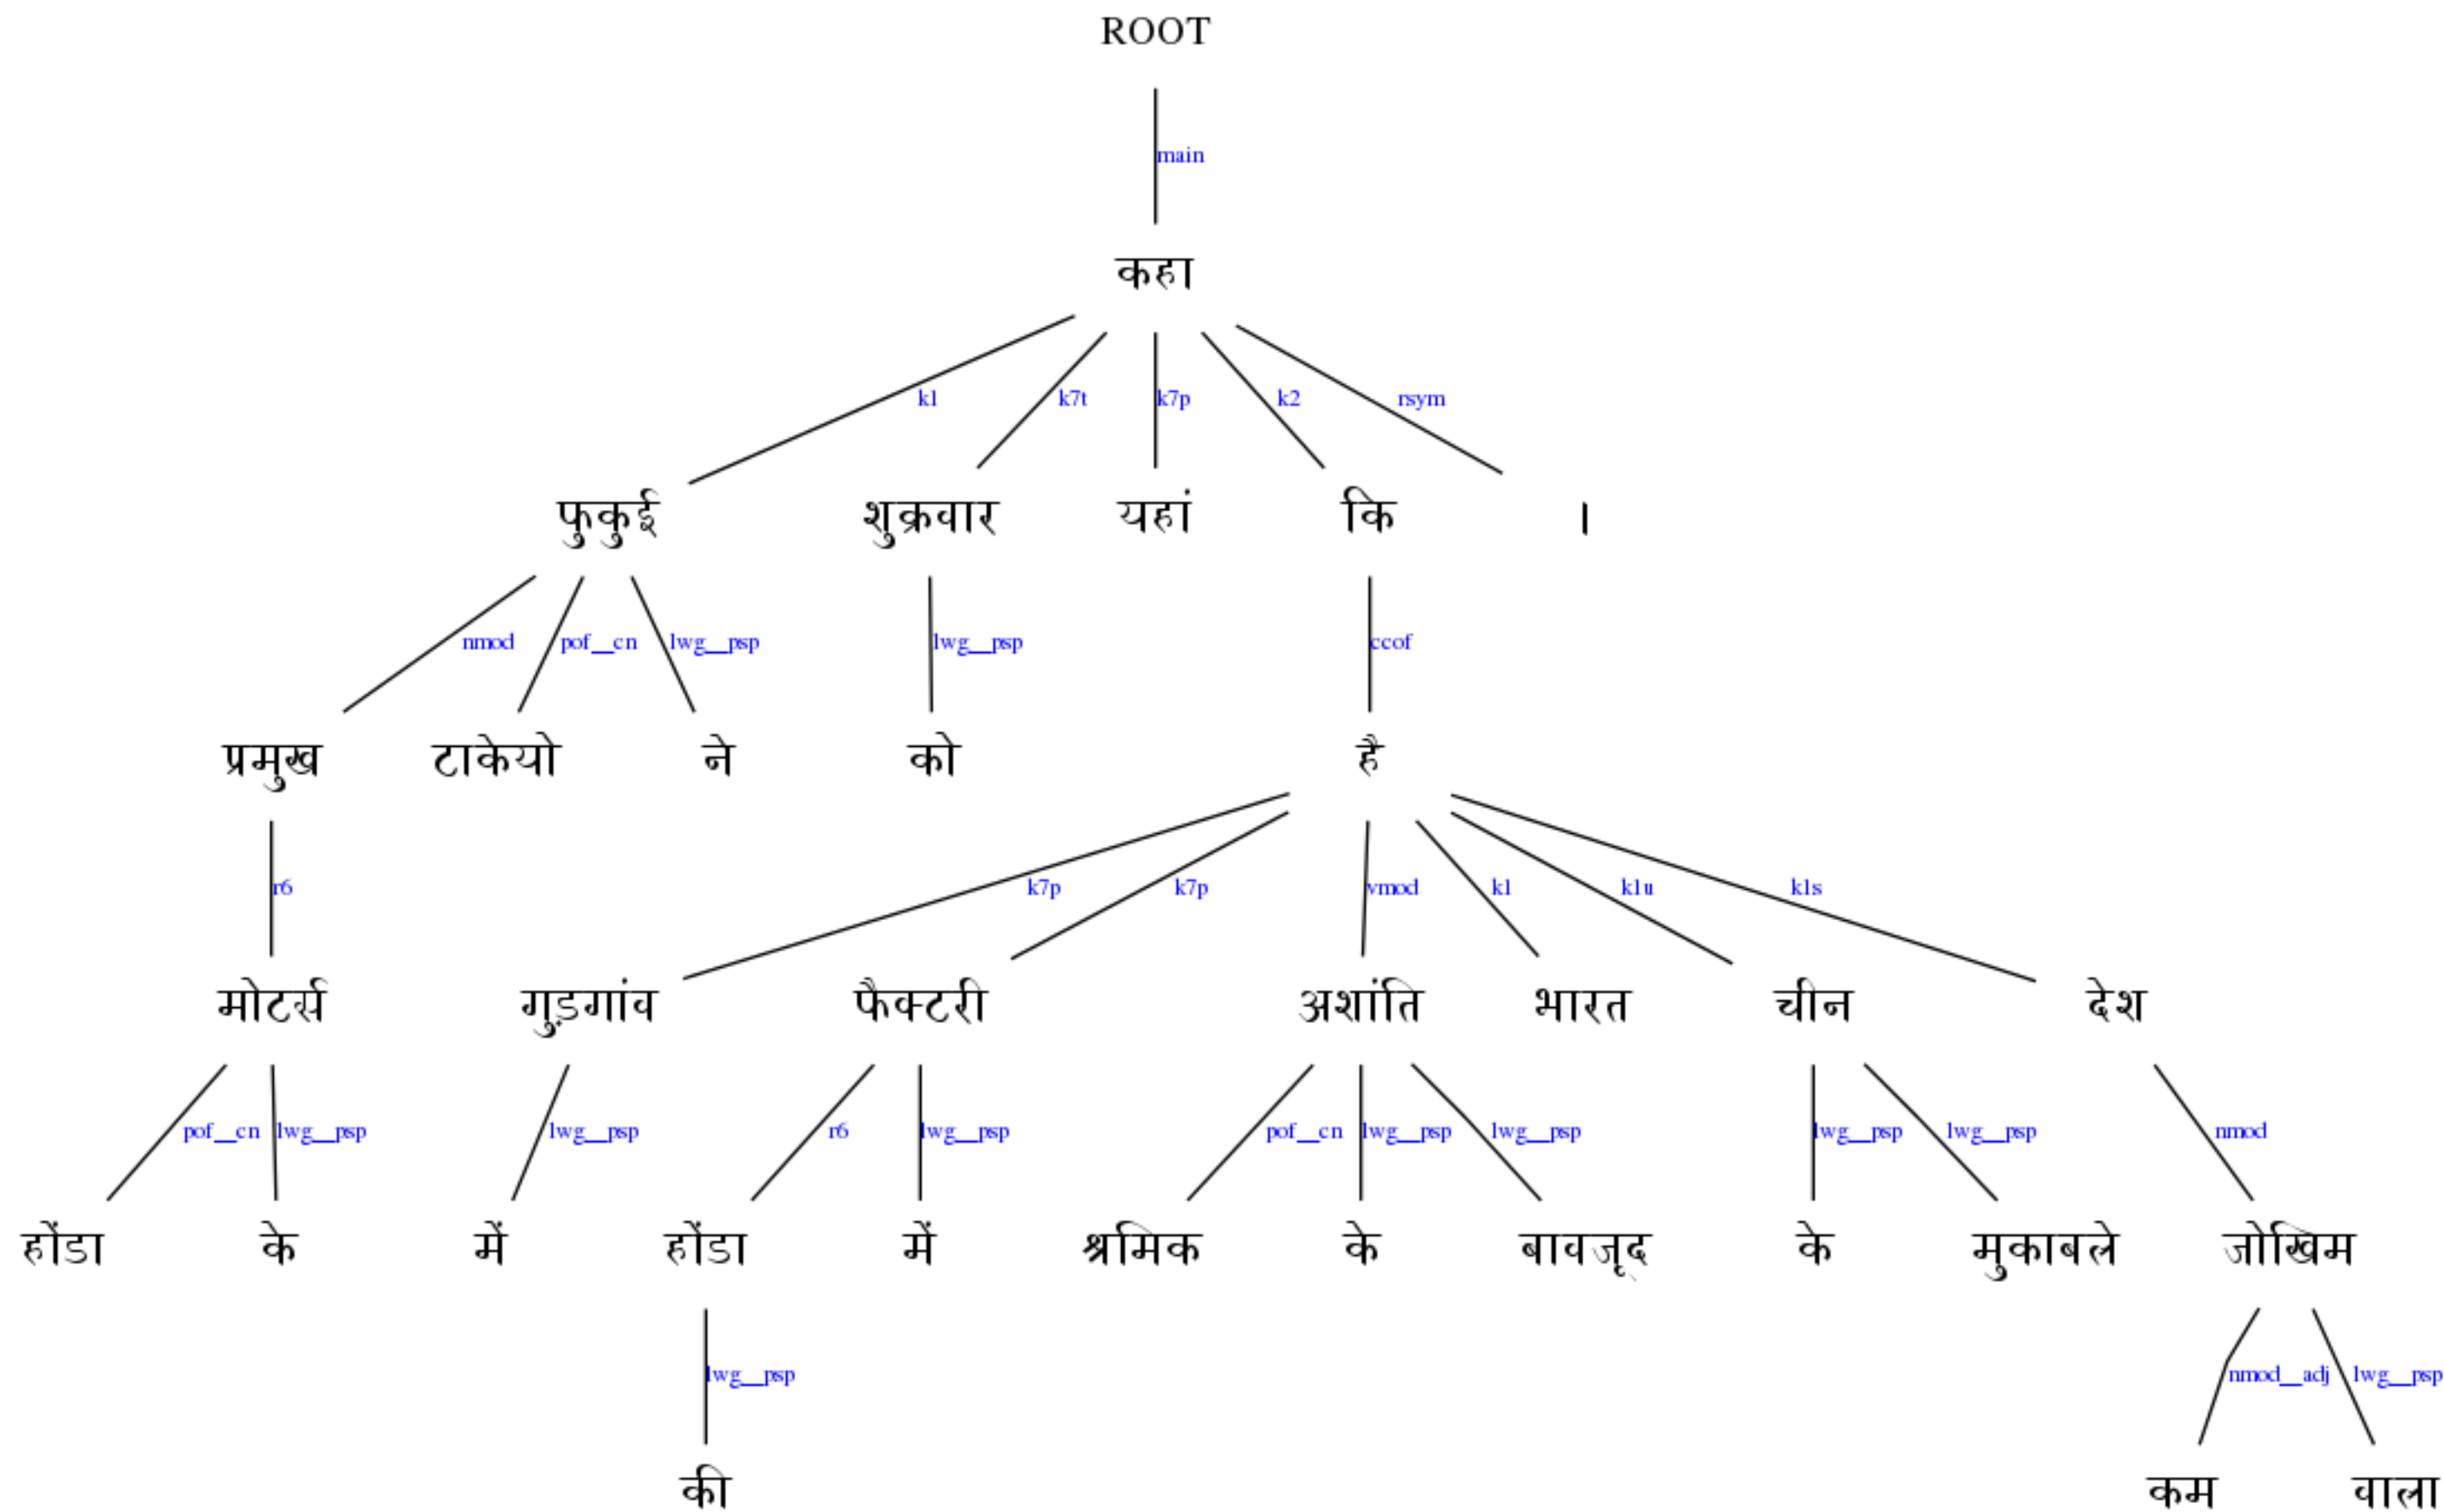 ROOT
main
कहा
k1 k7t k7p k2 rsym
फुकुई शुक्रवार यहां कि ।
nmod pof__cn lwg__psp lwg__psp ccof
प्रमुख टाकेयो ने को है
r6 k7p k7p vmod k1 k1u k1s
मोटर्स गुड़गांव फैक्टरी अशांति भारत चीन देश
pof__cn lwg__psp lwg__psp r6 lwg__psp pof__cn lwg__psp lwg__psp lwg__psp lwg__psp nmod
होंडा के में होंडा में श्रमिक के बावजूद के मुकाबले जोखिम
lwg__psp nmod__adj lwg__psp
की कम वाला